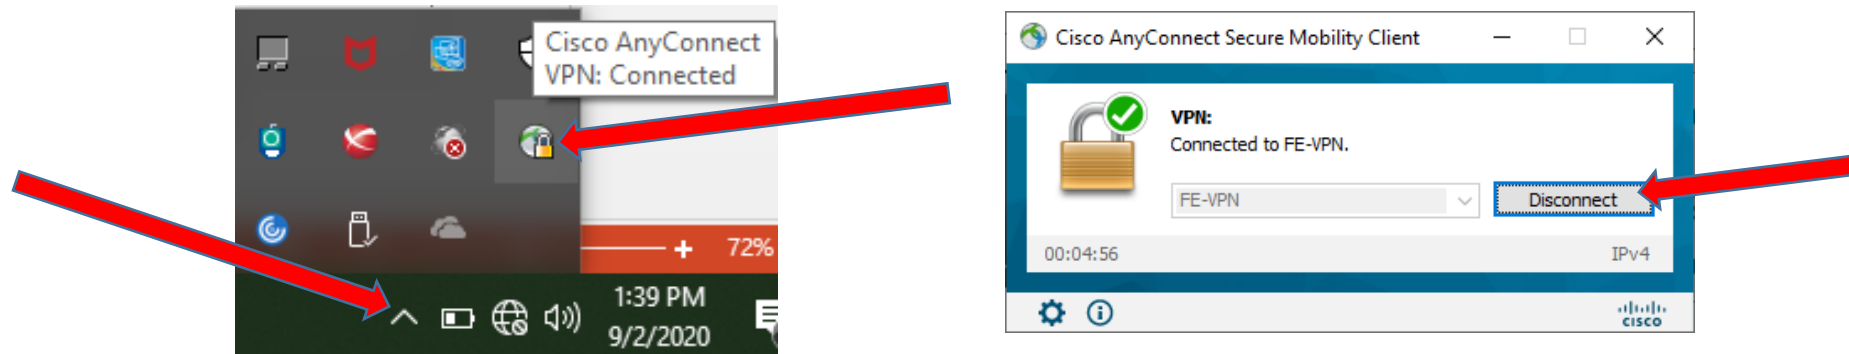 Cisco AnyConnect
VPN: Connected
72%
1:39 PM
9/2/2020
Cisco AnyConnect Secure Mobility Client
VPN:
Connected to FE-VPN.
FE-VPN
Disconnect
00:04:56
IPv4
CISCO